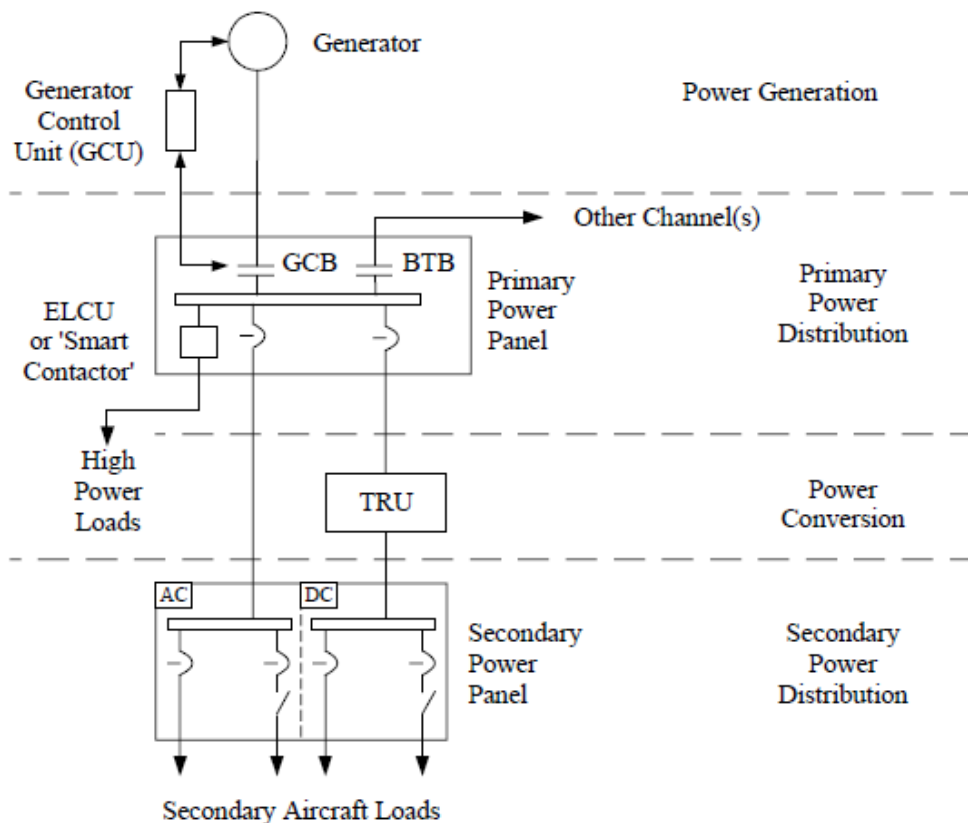 Generator
Generator
Control
Unit (GCU)
Power Generation
Other Channel(s)
GCB
BTB
Primary
Power
Panel
Primary
Power
Distribution
ELCU
or 'Smart
Contactor'
High
Power
Loads
TRU
Power
Conversion
AC
DC
Secondary
Power
Panel
Secondary
Power
Distribution
Secondary Aircraft Loads